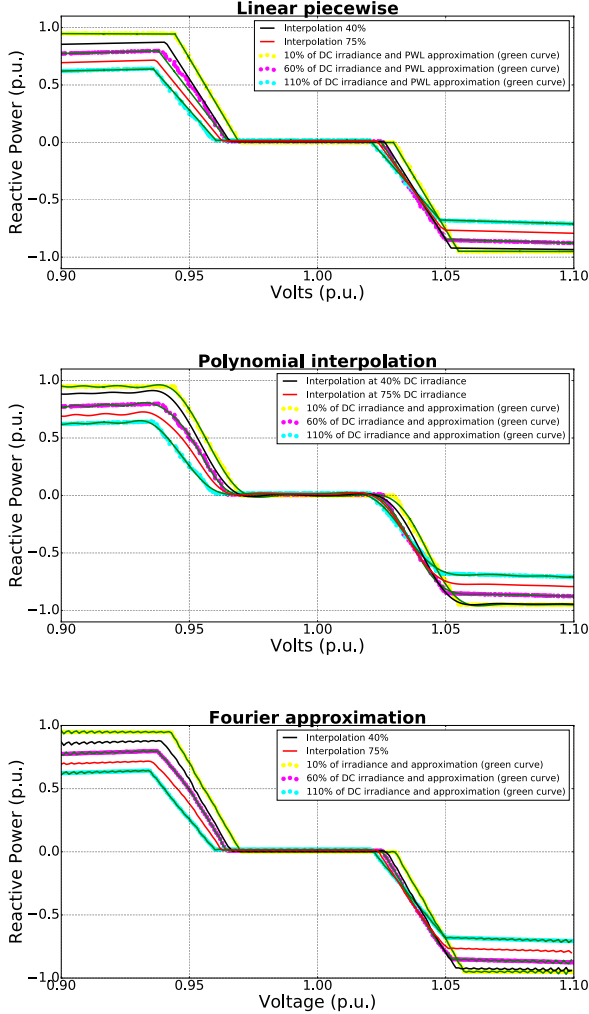 Linear piecewise
Reactive Power (p.u.)
1.0
0.5
0.0
−0.5
−1.0
Interpolation 40%
Interpolation 75%
10% of DC irradiance and PWL approximation (green curve)
60% of DC irradiance and PWL approximation (green curve)
110% of DC irradiance and PWL approximation (green curve)
0.90 0.95 1.00 1.05 1.10
Volts (p.u.)
Polynomial interpolation
Reactive Power (p.u.)
1.0
0.5
0.0
−0.5
−1.0
Interpolation at 40% DC irradiance
Interpolation at 75% DC irradiance
10% of DC irradiance and approximation (green curve)
60% of DC irradiance and approximation (green curve)
110% of DC irradiance and approximation (green curve)
0.90 0.95 1.00 1.05 1.10
Volts (p.u.)
Fourier approximation
Reactive Power (p.u.)
1.0
0.5
0.0
−0.5
−1.0
Interpolation 40%
Interpolation 75%
10% of irradiance and approximation (green curve)
60% of DC irradiance and approximation (green curve)
110% of DC irradiance and approximation (green curve)
0.90 0.95 1.00 1.05 1.10
Voltage (p.u.)